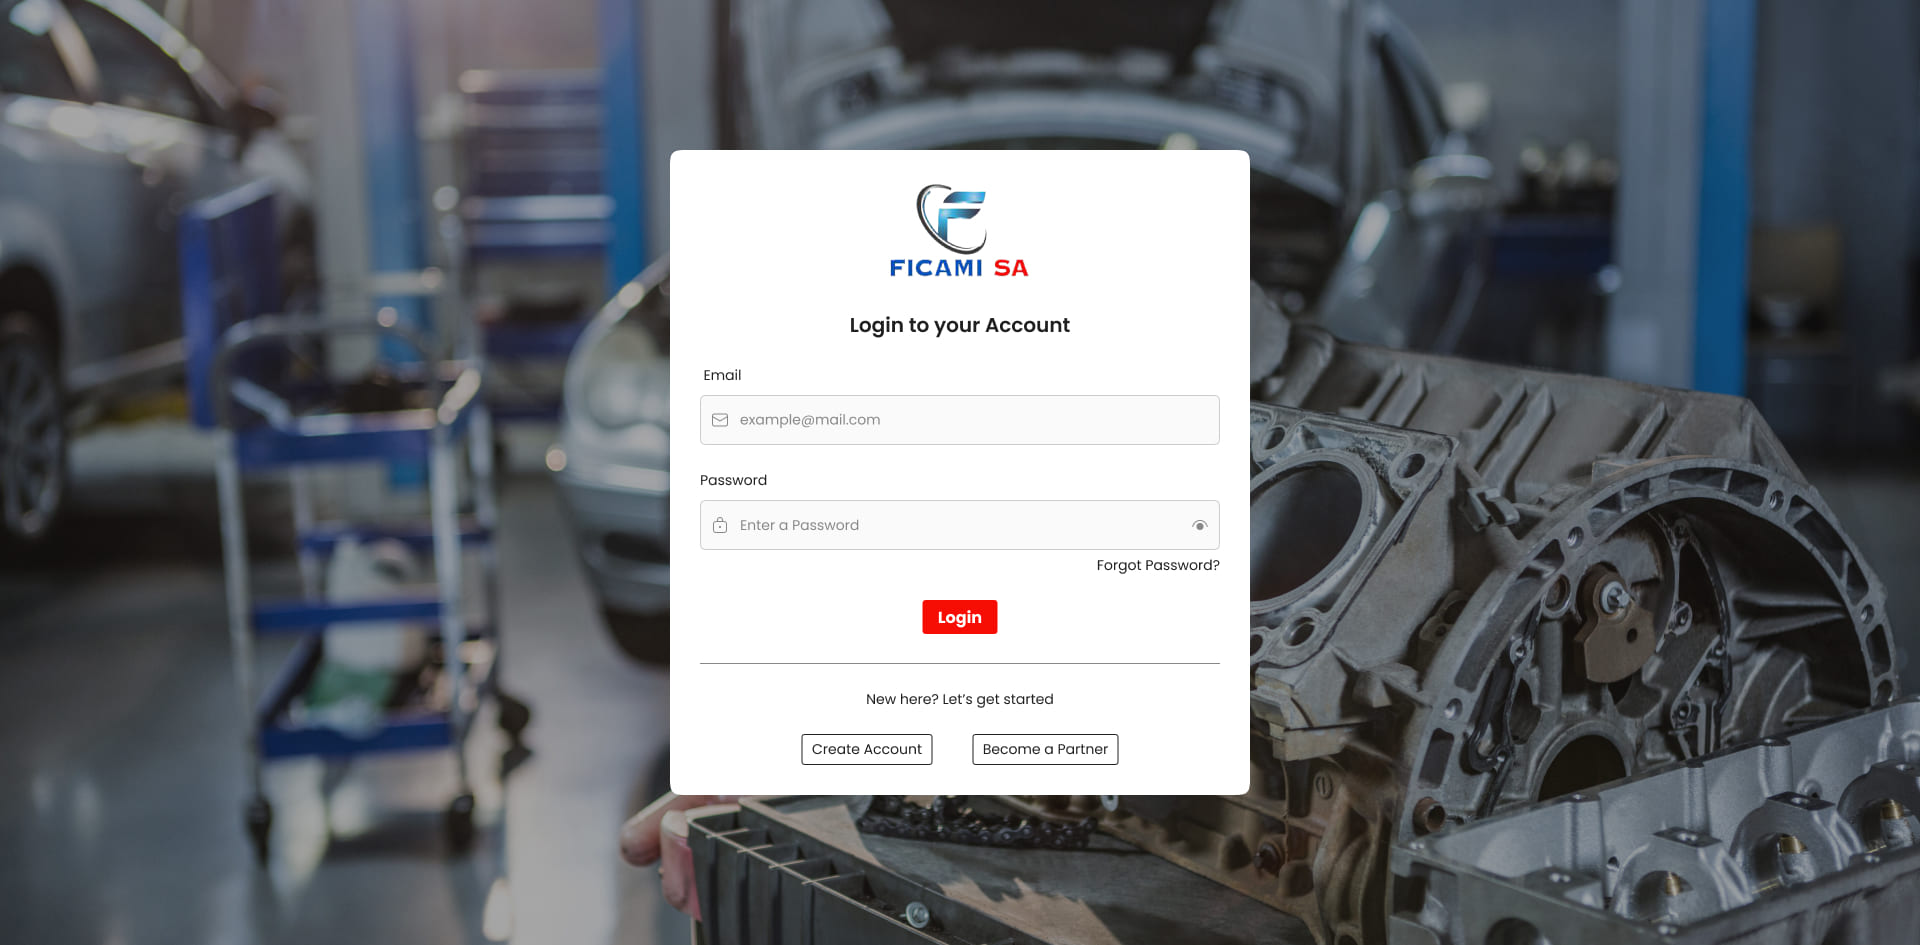 FICAMI SA
Login to your Account
Email
example@mail.com
Password
Enter a Password
Forgot Password?
Login
New here? Let’s get started
Create Account
Become a Partner